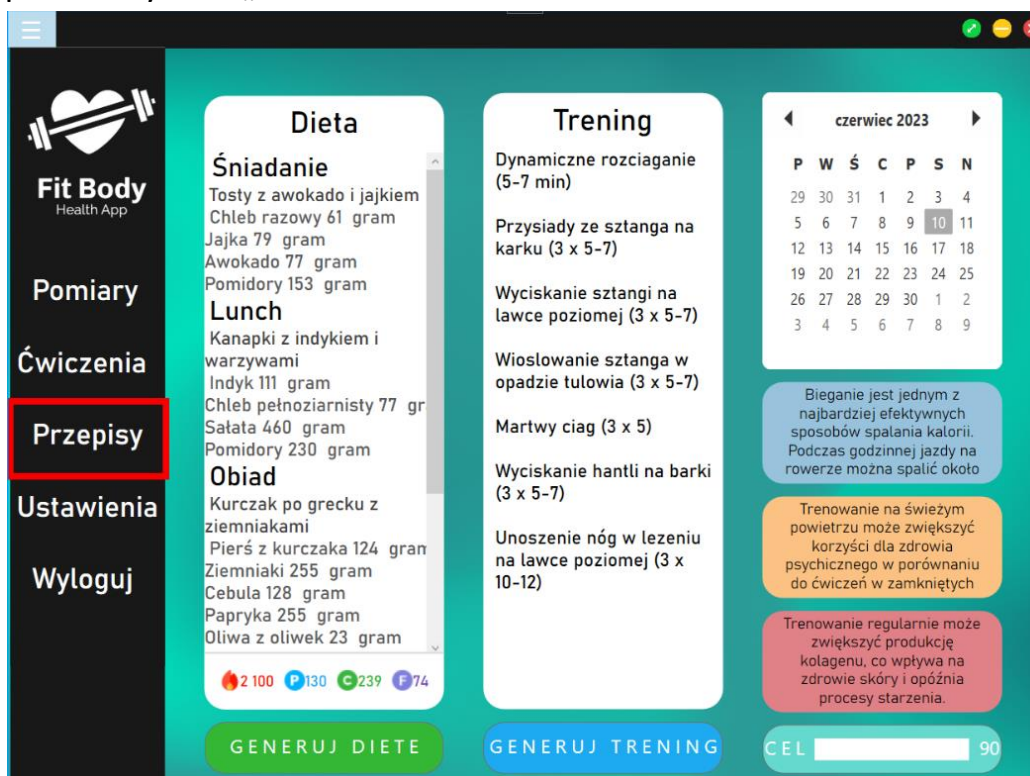 Fit Body
Health App
Pomiary
Ćwiczenia
Przepisy
Ustawienia
Wyloguj
Dieta
Śniadanie
Tosty z awokado i jajkiem
Chleb razowy 61 gram
Jajka 79 gram
Awokado 77 gram
Pomidory 153 gram
Lunch
Kanapki z indykiem i
warzywami
Indyk 111 gram
Chleb pełnoziarnisty 77 gr
Sałata 460 gram
Pomidory 230 gram
Obiad
Kurczak po grecku z
ziemniakami
Pierś z kurczaka 124 gram
Ziemniaki 255 gram
Cebula 128 gram
Papryka 255 gram
Oliwa z oliwek 23 gram
2 100 P 130 C 239 F 74
GENERUJ DIETE
Trening
Dynamiczne rozciaganie
(5-7 min)
Przysiady ze sztanga na
karku (3 x 5-7)
Wyciskanie sztangi na
lawce poziomej (3 x 5-7)
Wioslowanie sztanga w
opadzie tulowia (3 x 5-7)
Martwy ciag (3 x 5)
Wyciskanie hantli na barki
(3 x 5-7)
Unoszenie nóg w lezeniu
na lawce poziomej (3 x
10-12)
GENERUJ TRENING
czerwiec 2023
P W Ś C P S N
29 30 31 1 2 3 4
5 6 7 8 9 10 11
12 13 14 15 16 17 18
19 20 21 22 23 24 25
26 27 28 29 30 1 2
3 4 5 6 7 8 9
Bieganie jest jednym z
najbardziej efektywnych
sposobów spalania kalorii.
Podczas godzinnej jazdy na
rowerze można spalić około
Trenowanie na świeżym
powietrzu może zwiększyć
korzyści dla zdrowia
psychicznego w porównaniu
do ćwiczeń w zamkniętych
Trenowanie regularnie może
zwiększyć produkcję
kolagenu, co wpływa na
zdrowie skóry i opóźnia
procesy starzenia.
CEL 90